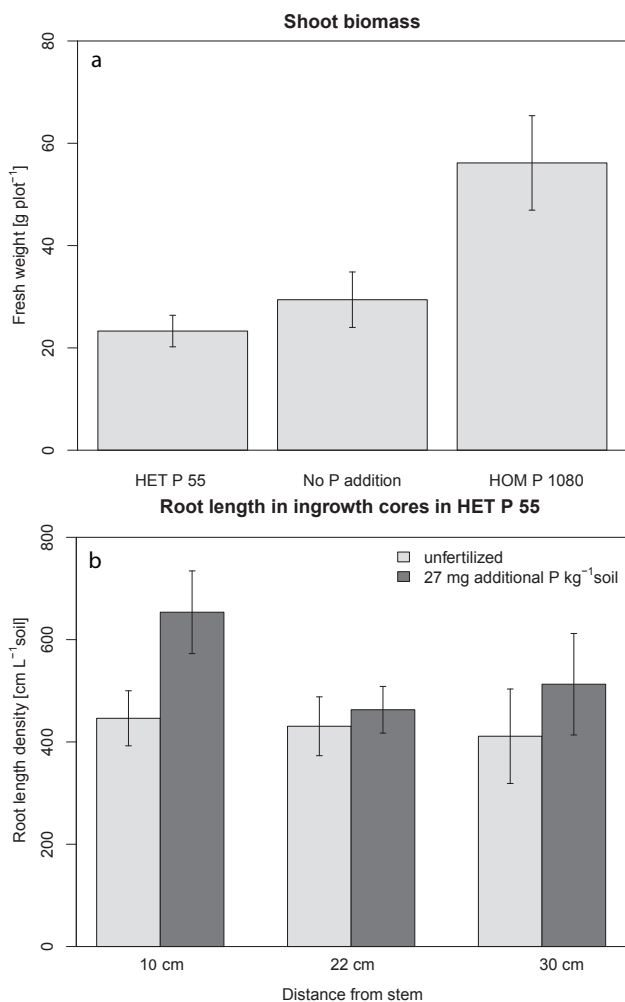 Shoot biomass
a
Fresh weight [g plot⁻¹]
80
60
40
20
0
HET P 55 No P addition HOM P 1080
Root length in ingrowth cores in HET P 55
b
unfertilized
27 mg additional P kg⁻¹soil
Root length density [cm L⁻¹soil]
800
600
400
200
0
10 cm 22 cm 30 cm
Distance from stem